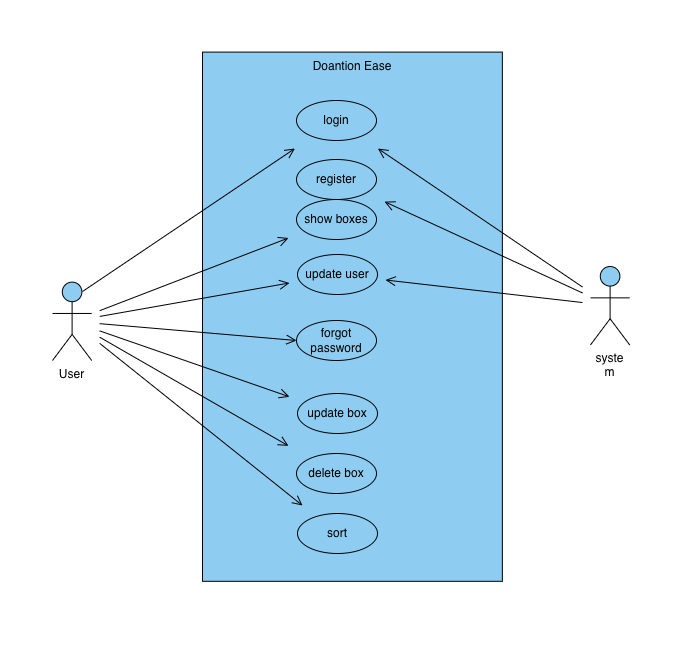 Doantion Ease
login
register
show boxes
update user
forgot
password
update box
delete box
sort
User
syste
m